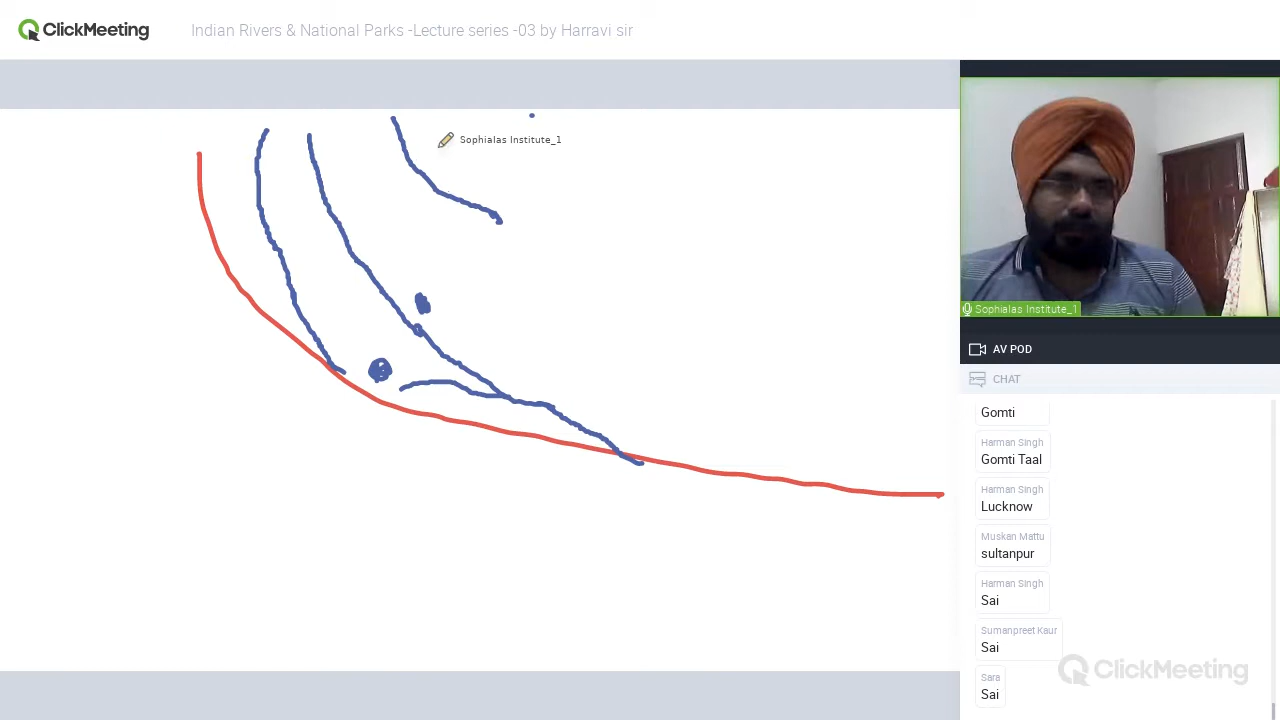 ClickMeeting
Indian Rivers & National Parks -Lecture series -03 by Harravi sir
Sophialas Institute_1
Sophialas Institute_1
AV POD
CHAT
Gomti
Harman Singh
Gomti Taal
Harman Singh
Lucknow
Muskan Mattu
sultanpur
Harman Singh
Sai
Sumanpreet Kaur
Sai
Sara
Sai
ClickMeeting